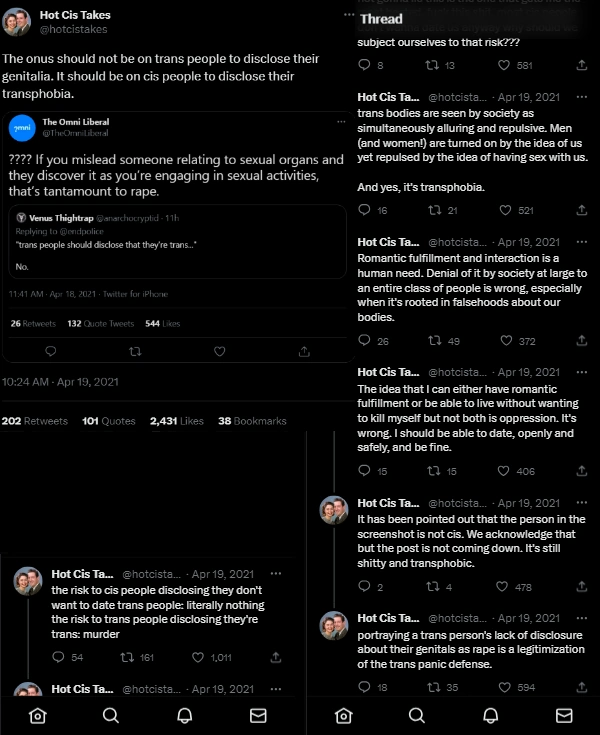 Hot Cis Takes
@hotcistakes
The onus should not be on trans people to disclose their
genitalia. It should be on cis people to disclose their
transphobia.
omni
The Omni Liberal
@TheOmniLiberal
???? If you mislead someone relating to sexual organs and
they discover it as you're engaging in sexual activities,
that's tantamount to rape.
Venus Thightrap @anarchocryptid · 11h
Replying to @endpolice
"trans people should disclose that they're trans..."
No.
11:41 AM · Apr 18, 2021 · Twitter for iPhone
26 Retweets 132 Quote Tweets 544 Likes
10:24 AM · Apr 19, 2021
202 Retweets 101 Quotes 2,431 Likes 38 Bookmarks
Hot Cis Ta... @hotcista... · Apr 19, 2021
the risk to cis people disclosing they don't
want to date trans people: literally nothing
the risk to trans people disclosing they're
trans: murder
54 161 1,011
Hot Cis Ta... @hotcista... · Apr 19, 2021
Thread
subject ourselves to that risk???
8 13 581
Hot Cis Ta... @hotcista... · Apr 19, 2021
trans bodies are seen by society as
simultaneously alluring and repulsive. Men
(and women!) are turned on by the idea of us
yet repulsed by the idea of having sex with us.
And yes, it's transphobia.
16 21 521
Hot Cis Ta... @hotcista... · Apr 19, 2021
Romantic fulfillment and interaction is a
human need. Denial of it by society at large to
an entire class of people is wrong, especially
when it's rooted in falsehoods about our
bodies.
26 49 372
Hot Cis Ta... @hotcista... · Apr 19, 2021
The idea that I can either have romantic
fulfillment or be able to live without wanting
to kill myself but not both is oppression. It's
wrong. I should be able to date, openly and
safely, and be fine.
15 15 406
Hot Cis Ta... @hotcista... · Apr 19, 2021
It has been pointed out that the person in the
screenshot is not cis. We acknowledge that
but the post is not coming down. It's still
shitty and transphobic.
2 4 478
Hot Cis Ta... @hotcista... · Apr 19, 2021
portraying a trans person's lack of disclosure
about their genitals as rape is a legitimization
of the trans panic defense.
18 35 594